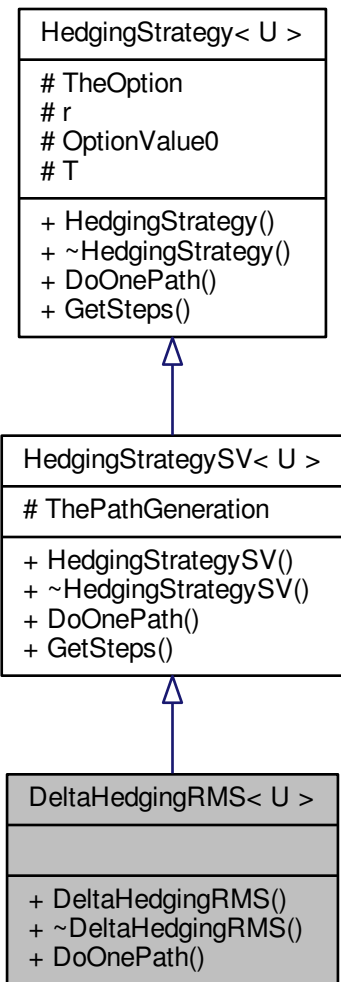 HedgingStrategy< U >
# TheOption
# r
# OptionValue0
# T
+ HedgingStrategy()
+ ~HedgingStrategy()
+ DoOnePath()
+ GetSteps()
HedgingStrategySV< U >
# ThePathGeneration
+ HedgingStrategySV()
+ ~HedgingStrategySV()
+ DoOnePath()
+ GetSteps()
DeltaHedgingRMS< U >
+ DeltaHedgingRMS()
+ ~DeltaHedgingRMS()
+ DoOnePath()